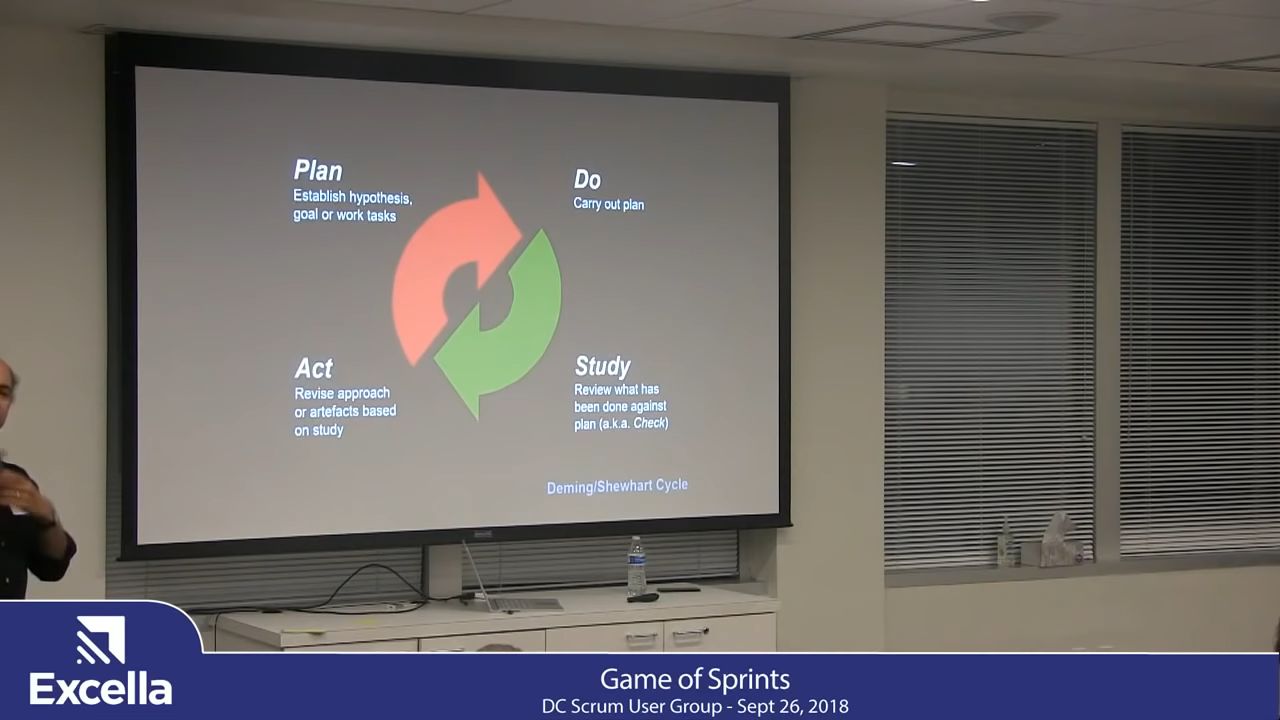 Plan
Establish hypothesis,
goal or work tasks
Do
Carry out plan
Act
Revise approach
or artefacts based
on study
Study
Review what has
been done against
plan (a.k.a. Check)
Deming/Shewhart Cycle
Excella
Game of Sprints
DC Scrum User Group - Sept 26, 2018